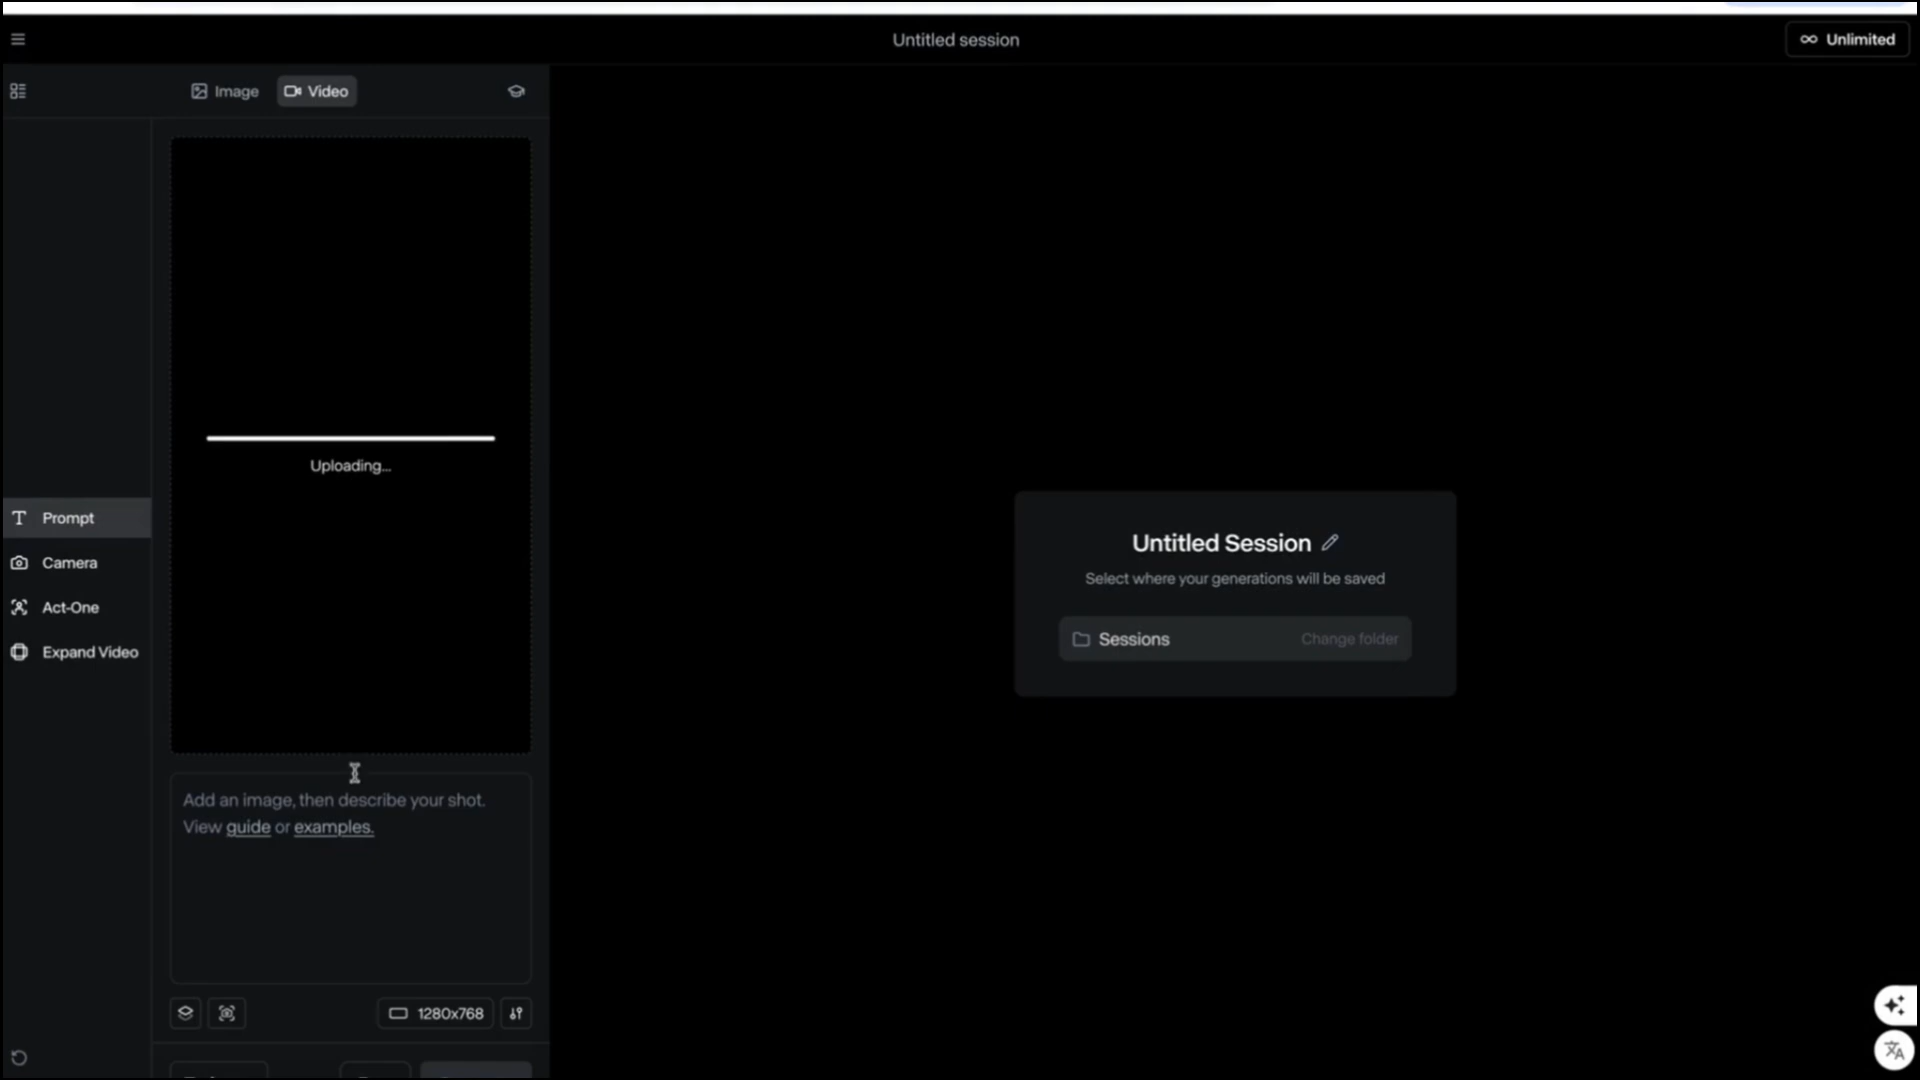 Untitled session
Unlimited
Image
Video
Uploading...
Prompt
Camera
Act-One
Expand Video
Untitled Session
Select where your generations will be saved
Sessions
Change folder
Add an image, then describe your shot.
View guide or examples.
1280x768